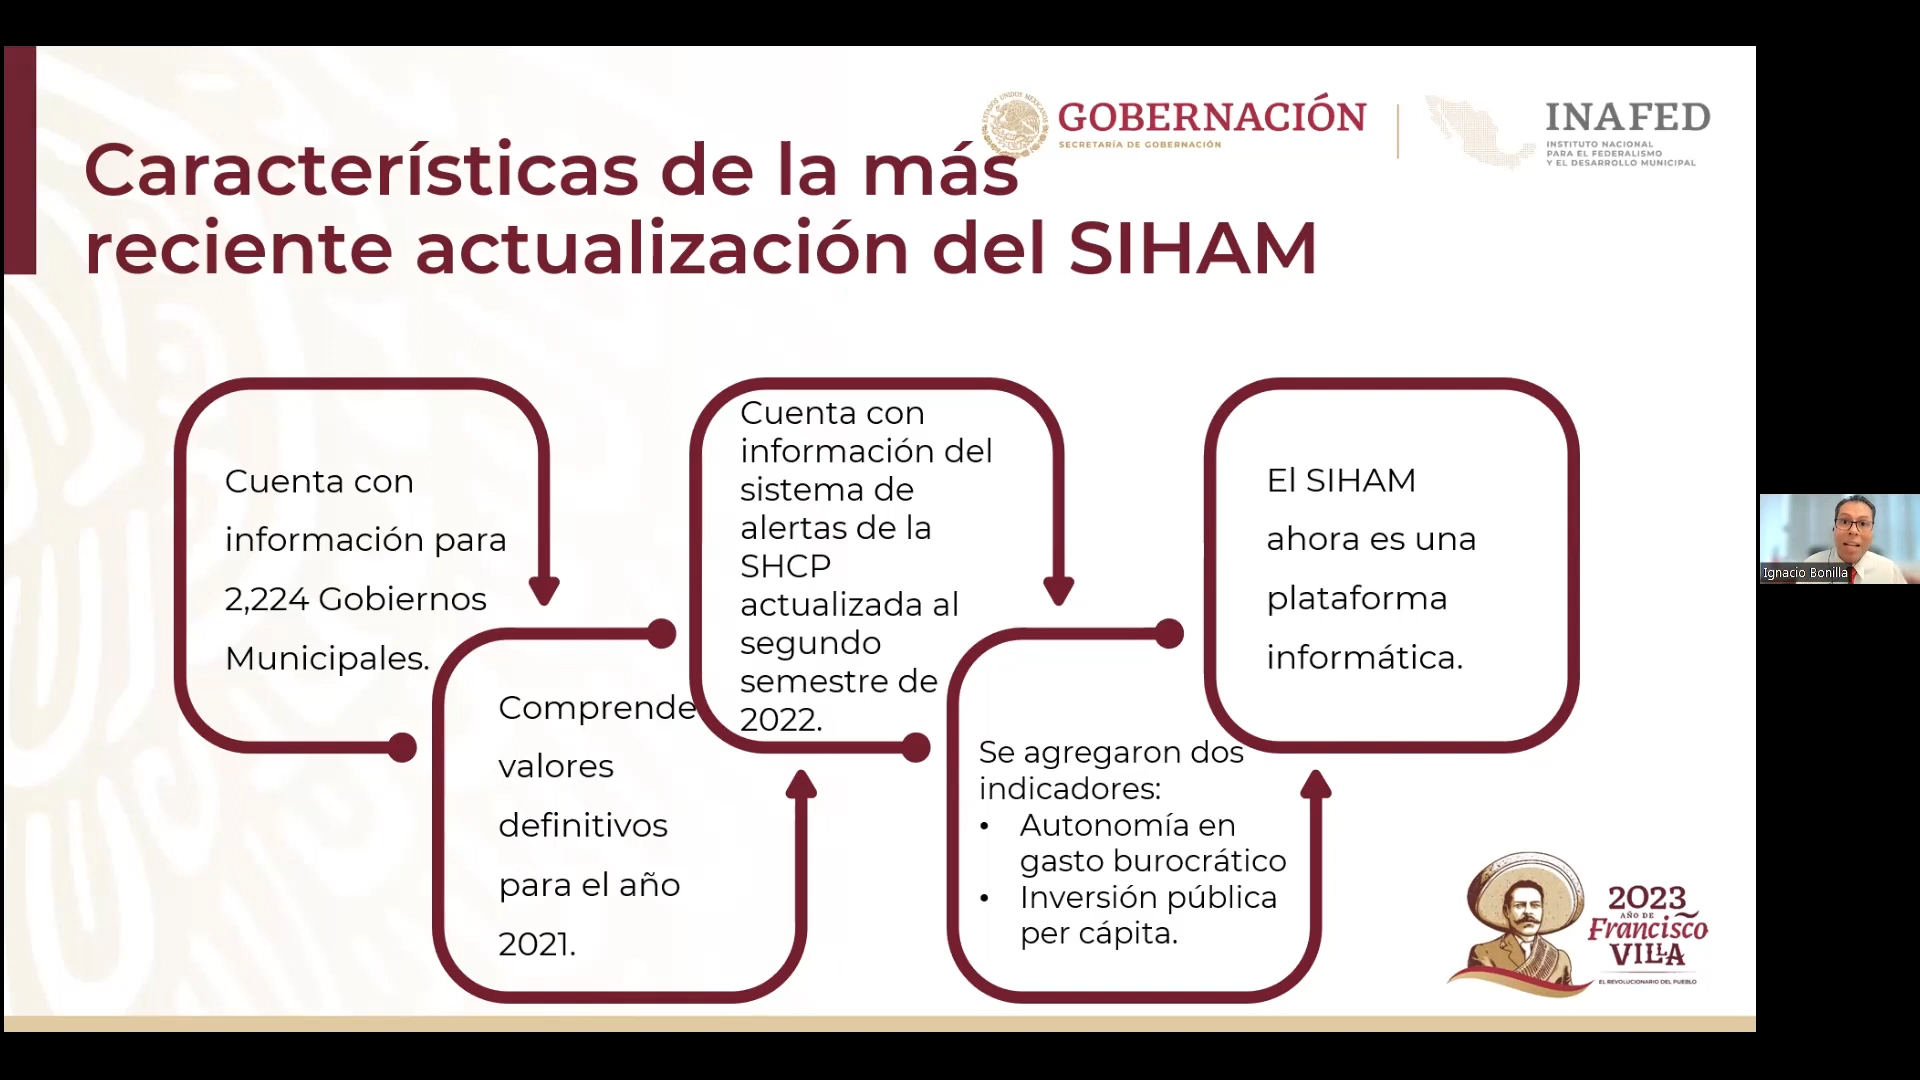 GOBERNACIÓN
SECRETARÍA DE GOBERNACIÓN
INAFED
INSTITUTO NACIONAL
PARA EL FEDERALISMO
Y EL DESARROLLO MUNICIPAL
Características de la más
reciente actualización del SIHAM
Cuenta con
información para
2,224 Gobiernos
Municipales.
Comprende
valores
definitivos
para el año
2021.
Cuenta con
información del
sistema de
alertas de la
SHCP
actualizada al
segundo
semestre de
2022.
Se agregaron dos
indicadores:
• Autonomía en
gasto burocrático
• Inversión pública
per cápita.
El SIHAM
ahora es una
plataforma
informática.
2023
AÑO DE
Francisco
VILLA
EL REVOLUCIONARIO DEL PUEBLO
Ignacio Bonilla